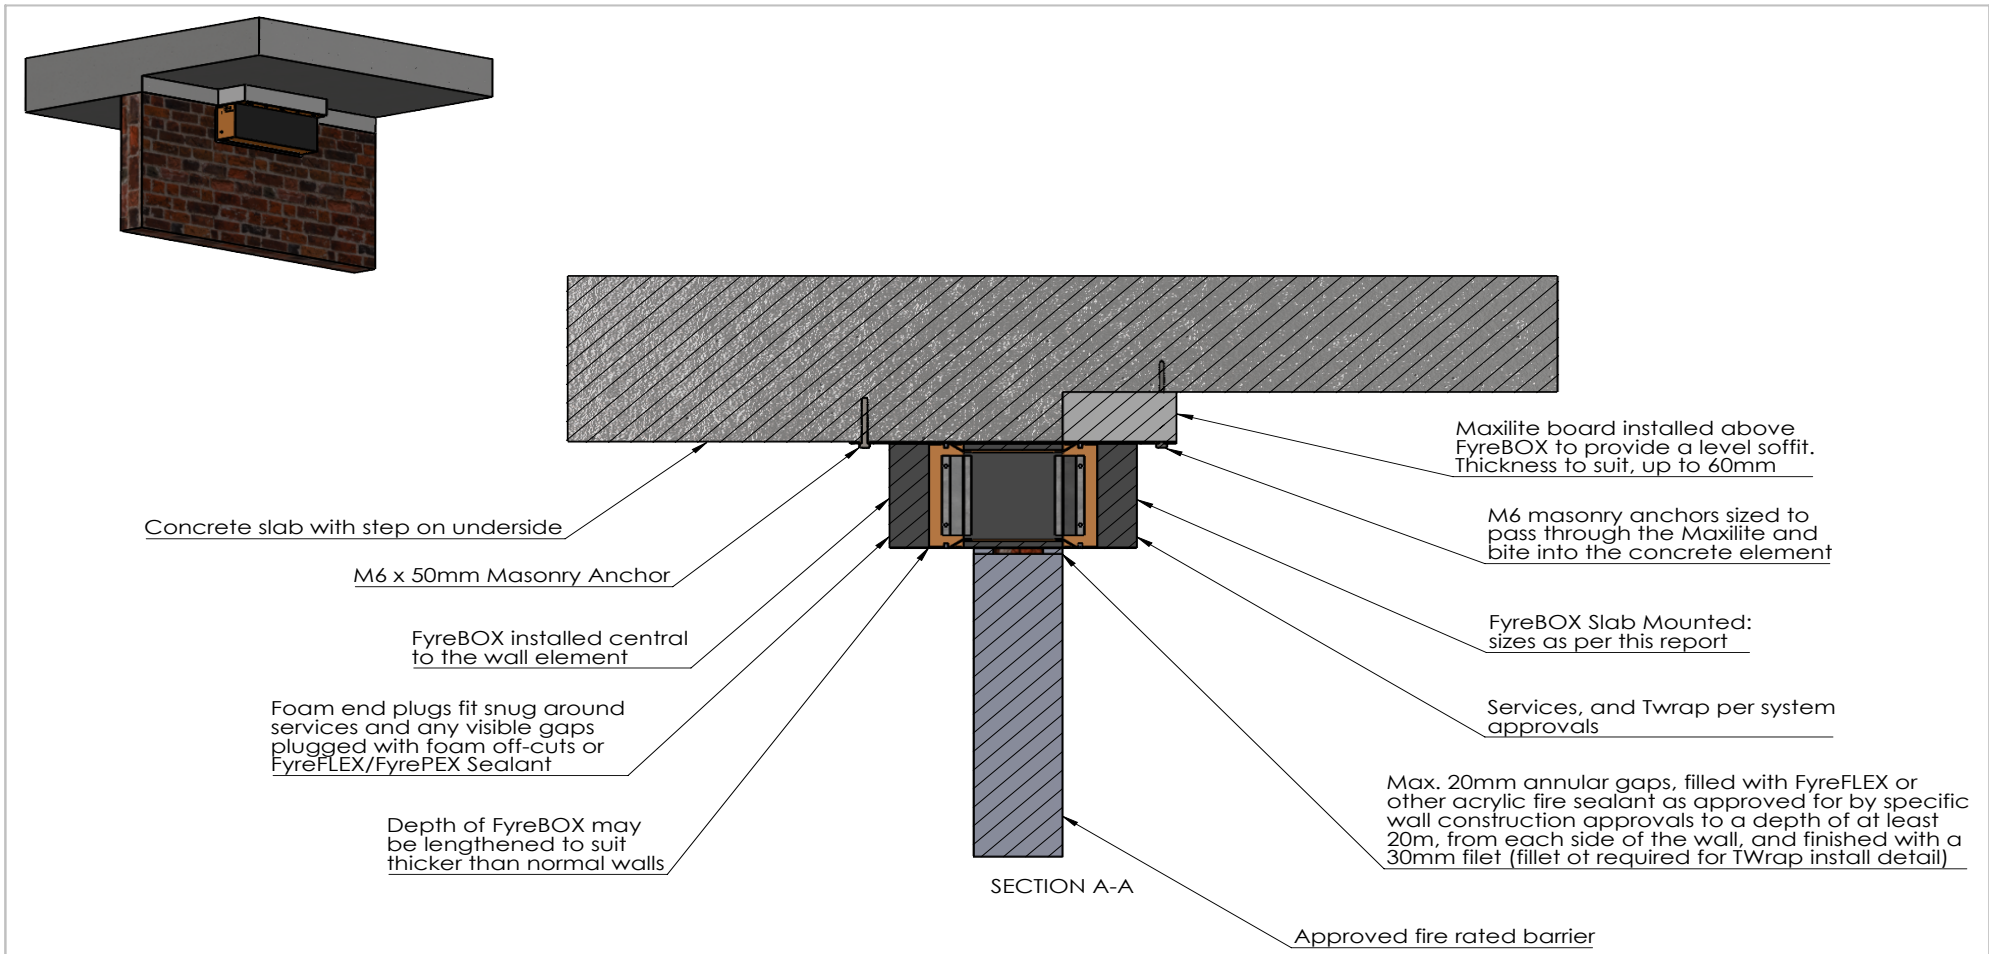 Maxilite board installed above
FyreBOX to provide a level soffit.
Thickness to suit, up to 60mm
Concrete slab with step on underside
M6 masonry anchors sized to
pass through the Maxilite and
bite into the concrete element
M6 x 50mm Masonry Anchor
FyreBOX installed central
to the wall element
FyreBOX Slab Mounted:
sizes as per this report
Foam end plugs fit snug around
services and any visible gaps
plugged with foam off-cuts or
FyreFLEX/FyrePEX Sealant
Services, and Twrap per system
approvals
Depth of FyreBOX may
be lengthened to suit
thicker than normal walls
Max. 20mm annular gaps, filled with FyreFLEX or
other acrylic fire sealant as approved for by specific
wall construction approvals to a depth of at least
20m, from each side of the wall, and finished with a
30mm filet (fillet ot required for TWrap install detail)
SECTION A-A
Approved fire rated barrier